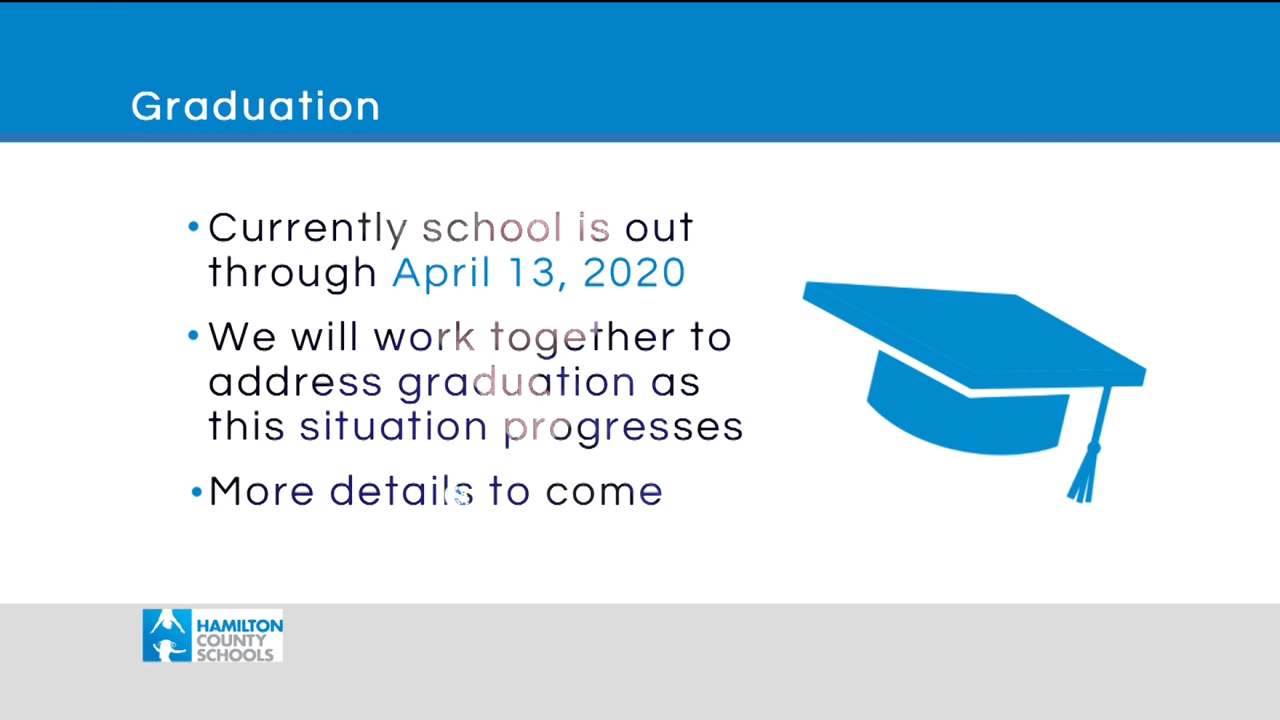 Graduation
• Currently school is out
through April 13, 2020
• We will work together to
address graduation as
this situation progresses
• More details to come
HAMILTON
COUNTY
SCHOOLS